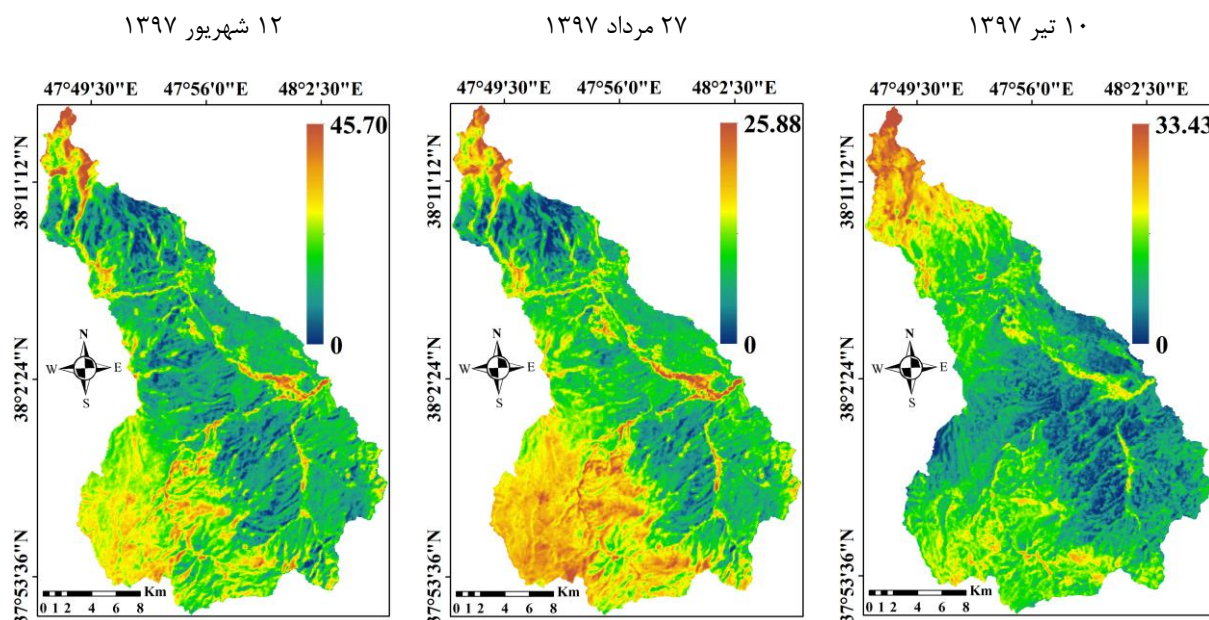 ۱۰ تیر ۱۳۹۷
۲۷ مرداد ۱۳۹۷
۱۲ شهریور ۱۳۹۷
47°49'30"E 47°56'0"E 48°2'30"E
45.70
0
38°11'12"N
38°2'24"N
37°53'36"N
N
W E
S
Km
0 1 2 4 6 8
47°49'30"E 47°56'0"E 48°2'30"E
25.88
0
38°11'12"N
38°2'24"N
37°53'36"N
N
W E
S
Km
0 1 2 4 6 8
47°49'30"E 47°56'0"E 48°2'30"E
33.43
0
38°11'12"N
38°2'24"N
37°53'36"N
N
W E
S
Km
0 1 2 4 6 8